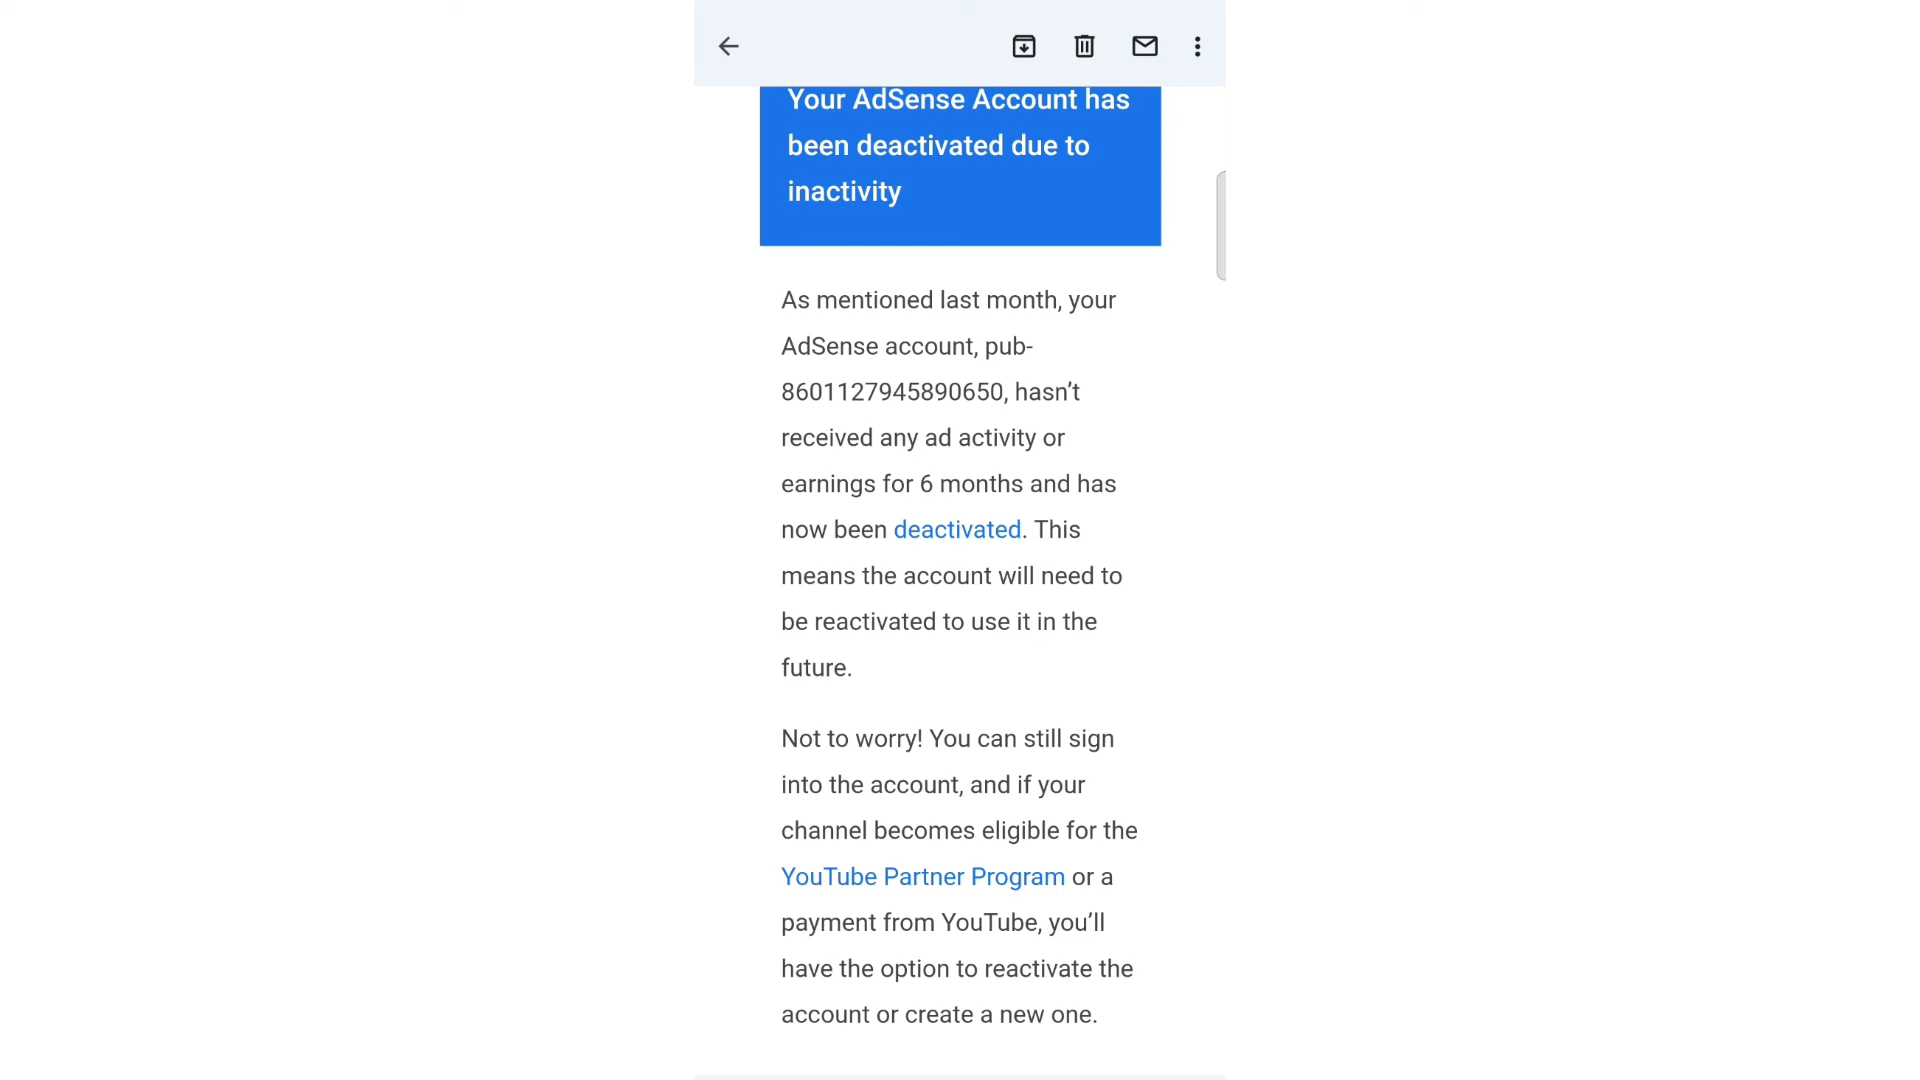 Your AdSense Account has
been deactivated due to
inactivity
As mentioned last month, your
AdSense account, pub-
8601127945890650, hasn’t
received any ad activity or
earnings for 6 months and has
now been deactivated. This
means the account will need to
be reactivated to use it in the
future.
Not to worry! You can still sign
into the account, and if your
channel becomes eligible for the
YouTube Partner Program or a
payment from YouTube, you’ll
have the option to reactivate the
account or create a new one.